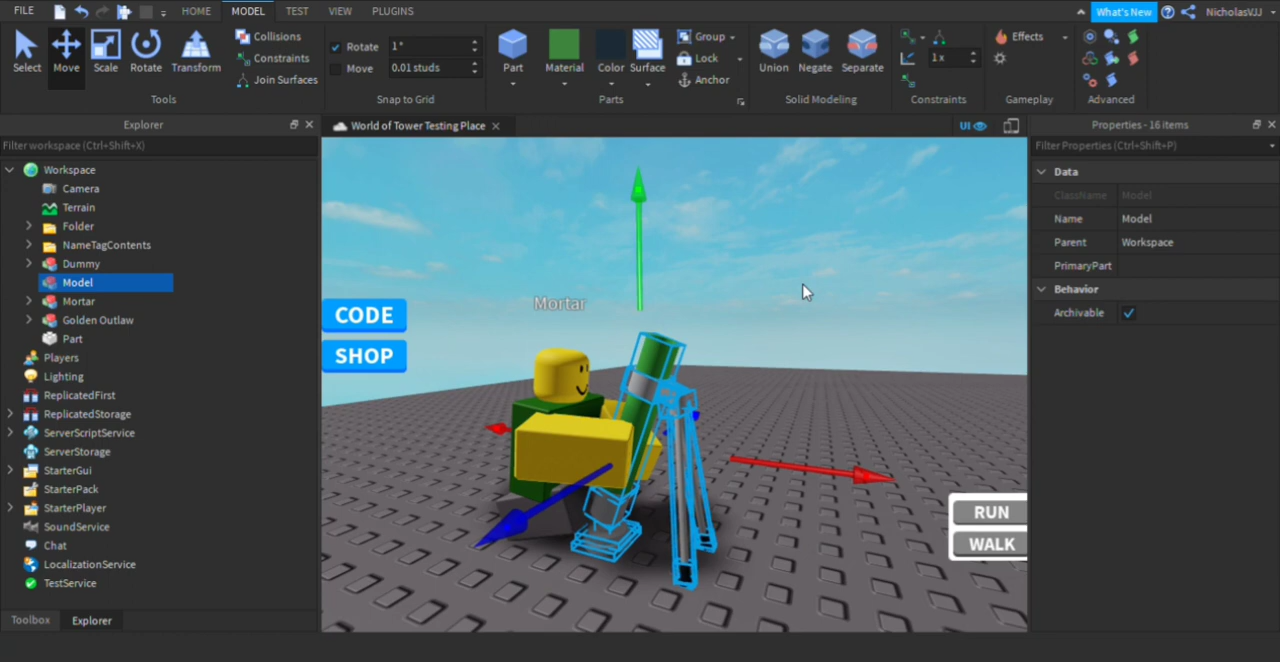 FILE
HOME
MODEL
TEST
VIEW
PLUGINS
What's New
NicholasVJJ
Select
Move
Scale
Rotate
Transform
Collisions
Constraints
Join Surfaces
Tools
Rotate
1°
Move
0.01 studs
Snap to Grid
Part
Material
Color
Surface
Group
Lock
Anchor
Parts
Union
Negate
Separate
Solid Modeling
1 x
Constraints
Effects
Gameplay
Advanced
Explorer
Filter workspace (Ctrl+Shift+X)
Workspace
Camera
Terrain
Folder
NameTagContents
Dummy
Model
Mortar
Golden Outlaw
Part
Players
Lighting
ReplicatedFirst
ReplicatedStorage
ServerScriptService
ServerStorage
StarterGui
StarterPack
StarterPlayer
SoundService
Chat
LocalizationService
TestService
Toolbox
Explorer
World of Tower Testing Place
UI
Mortar
CODE
SHOP
RUN
WALK
Properties - 16 items
Filter Properties (Ctrl+Shift+P)
Data
ClassName Model
Name Model
Parent Workspace
PrimaryPart
Behavior
Archivable